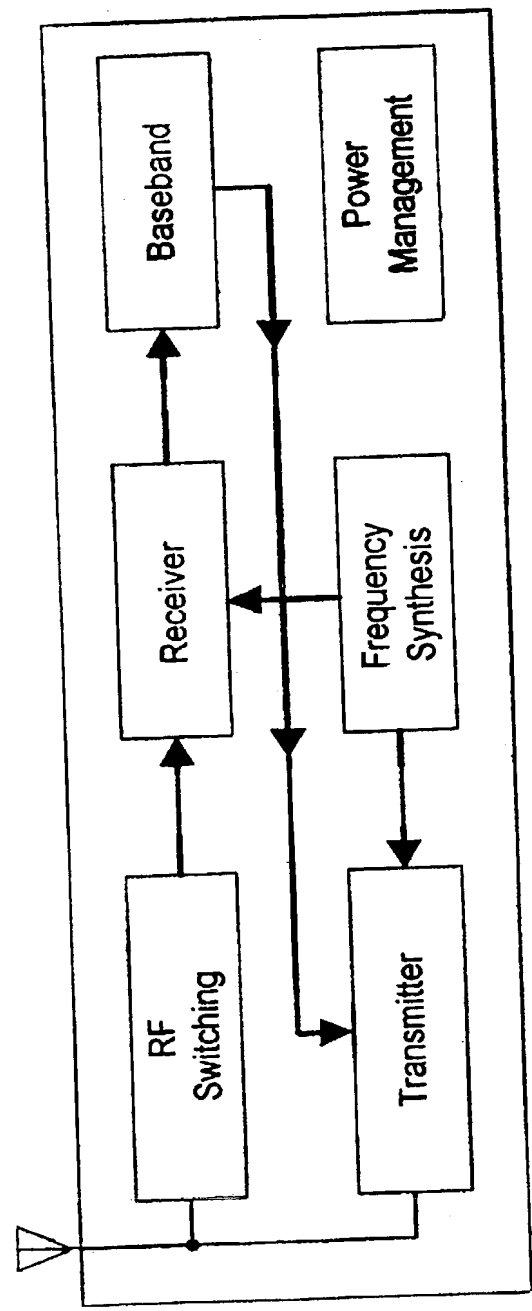 RF
Switching
Receiver
Baseband
Transmitter
Frequency
Synthesis
Power
Management